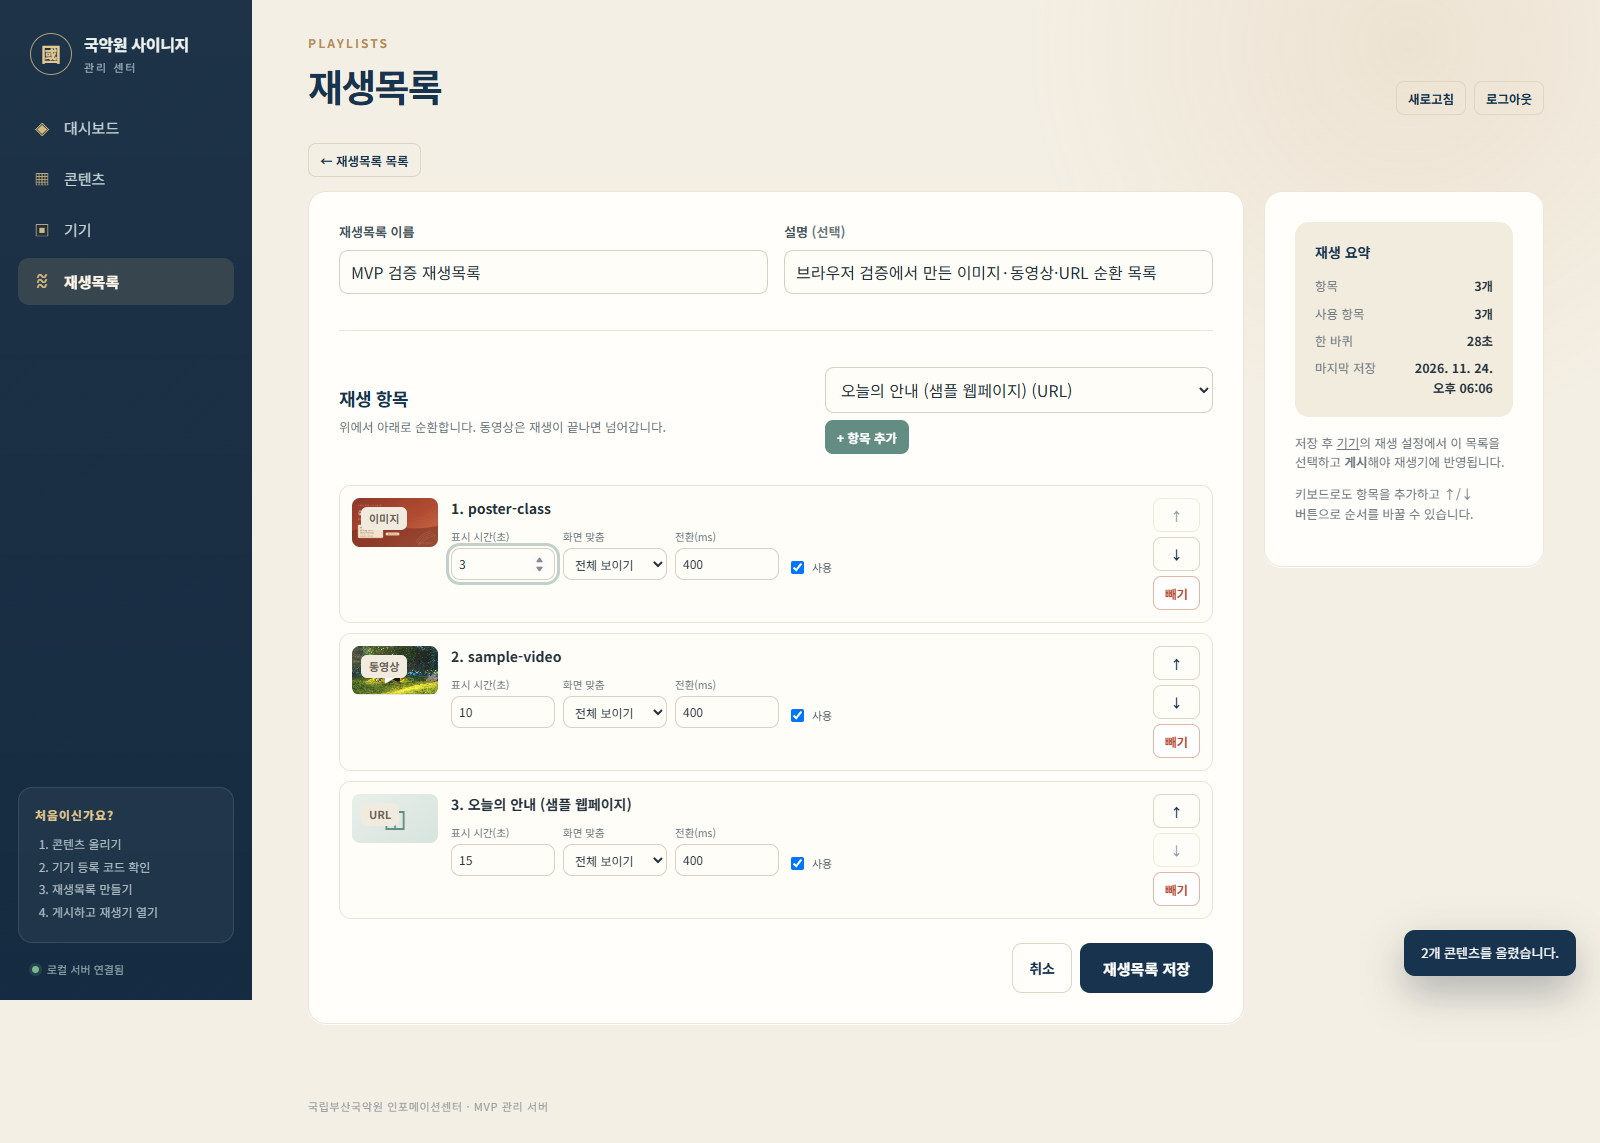 國
국악원 사이니지
관리 센터
대시보드
콘텐츠
기기
재생목록
처음이신가요?
1. 콘텐츠 올리기
2. 기기 등록 코드 확인
3. 재생목록 만들기
4. 게시하고 재생기 열기
로컬 서버 연결됨
PLAYLISTS
재생목록
새로고침
로그아웃
← 재생목록 목록
재생목록 이름
설명 (선택)
MVP 검증 재생목록
브라우저 검증에서 만든 이미지·동영상·URL 순환 목록
재생 항목
위에서 아래로 순환합니다. 동영상은 재생이 끝나면 넘어갑니다.
오늘의 안내 (샘플 웹페이지) (URL)
+ 항목 추가
이미지
1. poster-class
표시 시간(초)
화면 맞춤
전환(ms)
3
전체 보이기
400
사용
↑
↓
빼기
동영상
2. sample-video
표시 시간(초)
화면 맞춤
전환(ms)
10
전체 보이기
400
사용
↑
↓
빼기
URL
3. 오늘의 안내 (샘플 웹페이지)
표시 시간(초)
화면 맞춤
전환(ms)
15
전체 보이기
400
사용
↑
↓
빼기
취소
재생목록 저장
재생 요약
항목 3개
사용 항목 3개
한 바퀴 28초
마지막 저장 2026. 11. 24.
오후 06:06
저장 후 기기의 재생 설정에서 이 목록을
선택하고 게시해야 재생기에 반영됩니다.
키보드로도 항목을 추가하고 ↑/↓
버튼으로 순서를 바꿀 수 있습니다.
2개 콘텐츠를 올렸습니다.
국립부산국악원 인포메이션센터 · MVP 관리 서버